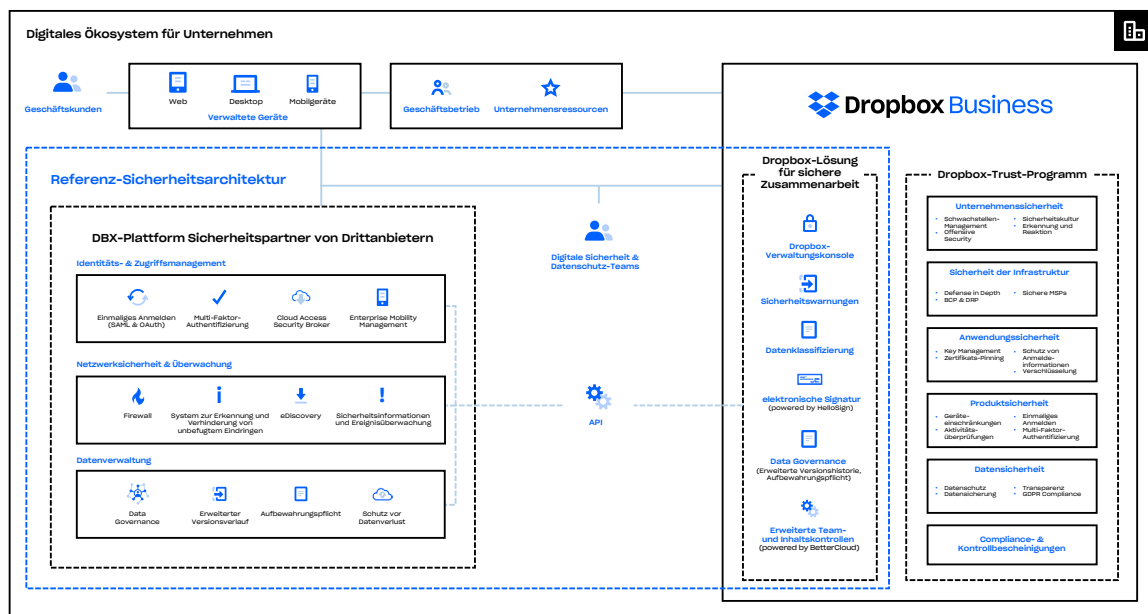 Digitales Ökosystem für Unternehmen
Geschäftskunden
Web
Desktop
Mobilgeräte
Verwaltete Geräte
Geschäftsbetrieb
Unternehmensressourcen
Dropbox Business
Referenz-Sicherheitsarchitektur
DBX-Plattform Sicherheitspartner von Drittanbietern
Identitäts- & Zugriffsmanagement
Einmaliges Anmelden
(SAML & OAuth)
Multi-Faktor-
Authentifizierung
Cloud Access
Security Broker
Enterprise Mobility
Management
Netzwerksicherheit & Überwachung
Firewall
System zur Erkennung und
Verhinderung von
unbefugtem Eindringen
eDiscovery
Sicherheitsinformationen
und Ereignisüberwachung
Datenverwaltung
Data
Governance
Erweiterter
Versionsverlauf
Aufbewahrungspflicht
Schutz vor
Datenverlust
Digitale Sicherheit &
Datenschutz-Teams
API
Dropbox-Lösung
für sichere
Zusammenarbeit
Dropbox-
Verwaltungskonsole
Sicherheitswarnungen
Datenklassifizierung
elektronische Signatur
(powered by HelloSign)
Data Governance
(Erweiterte Versionshistorie,
Aufbewahrungspflicht)
Erweiterte Team-
und Inhaltskontrollen
(powered by BetterCloud)
Dropbox-Trust-Programm
Unternehmenssicherheit
• Schwachstellen-
Management
• Offensive
Security
• Sicherheitskultur
• Erkennung und
Reaktion
Sicherheit der Infrastruktur
• Defense in Depth
• BCP & DRP
• Sichere MSPs
Anwendungssicherheit
• Key Management
• Zertifikats-Pinning
• Schutz von
Anmelde-
informationen
• Verschlüsselung
Produktsicherheit
• Geräte-
einschränkungen
• Aktivitäts-
überprüfungen
• Einmaliges
Anmelden
• Multi-Faktor-
Authentifizierung
Datensicherheit
• Datenschutz
• Datensicherung
• Transparenz
• GDPR Compliance
Compliance- &
Kontrollbescheinigungen